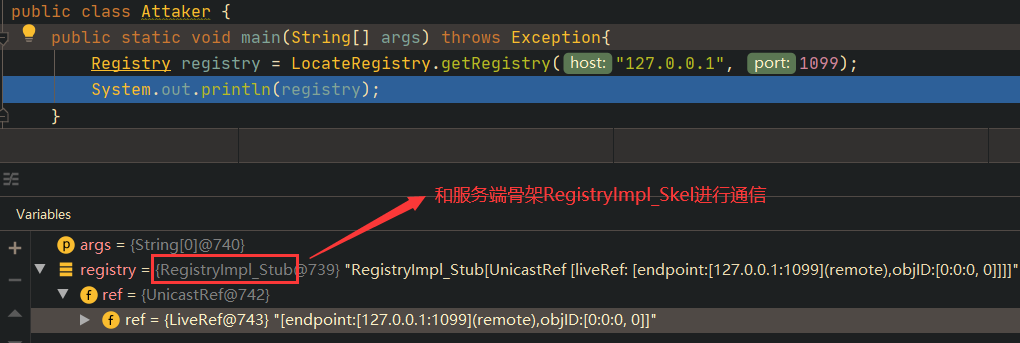 public class Attaker {
public static void main(String[] args) throws Exception{
Registry registry = LocateRegistry.getRegistry( host: "127.0.0.1", port: 1099);
System.out.println(registry);
}
和服务端骨架RegistryImpl_Skel进行通信
Variables
args = {String[0]@740}
registry = {RegistryImpl_Stub@739} "RegistryImpl_Stub[UnicastRef [liveRef: [endpoint:[127.0.0.1:1099](remote),objID:[0:0:0, 0]]]]"
ref = {UnicastRef@742}
ref = {LiveRef@743} "[endpoint:[127.0.0.1:1099](remote),objID:[0:0:0, 0]]"